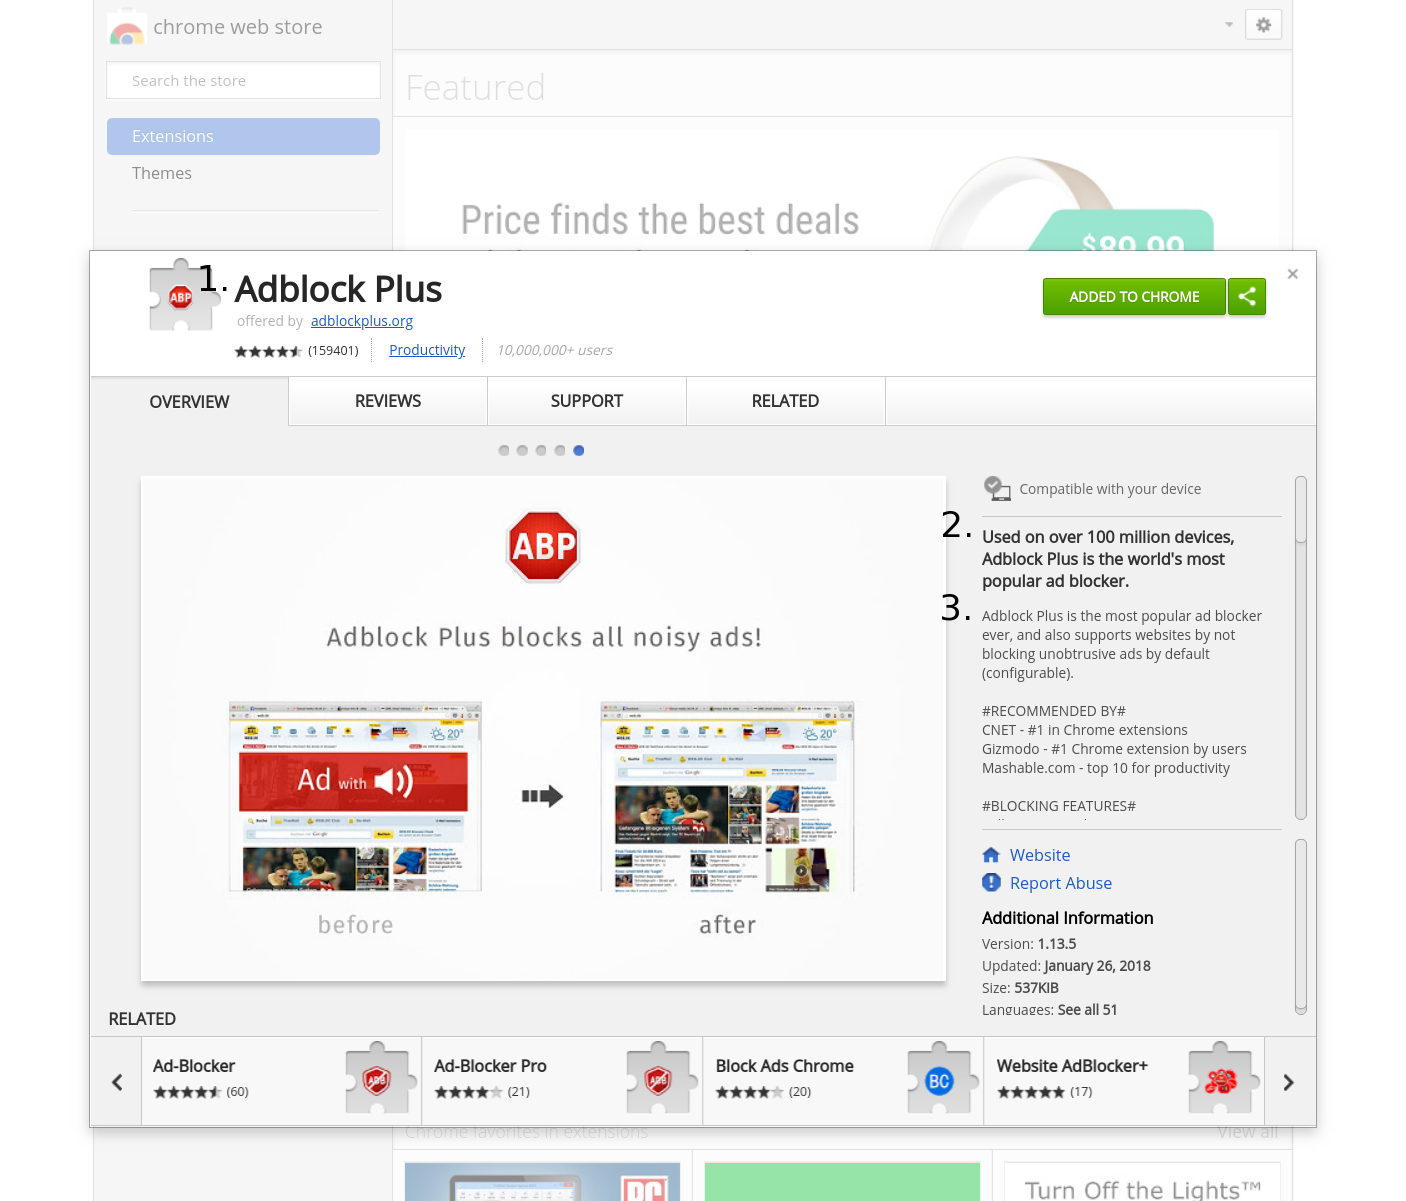 chrome web store
Search the store
Extensions
Themes
Featured
Price finds the best deals
$89.99
1.
Adblock Plus
offered by adblockplus.org
(159401)
Productivity
10,000,000+ users
ADDED TO CHROME
×
OVERVIEW
REVIEWS
SUPPORT
RELATED
ABP
ABP
Adblock Plus blocks all noisy ads!
Ad with
20°
20°
before
after
Compatible with your device
2.
Used on over 100 million devices,
Adblock Plus is the world's most
popular ad blocker.
3.
Adblock Plus is the most popular ad blocker
ever, and also supports websites by not
blocking unobtrusive ads by default
(configurable).
#RECOMMENDED BY#
CNET - #1 in Chrome extensions
Gizmodo - #1 Chrome extension by users
Mashable.com - top 10 for productivity
#BLOCKING FEATURES#
Website
Report Abuse
Additional Information
Version: 1.13.5
Updated: January 26, 2018
Size: 537KiB
Languages: See all 51
RELATED
Ad-Blocker
(60)
ADB
Ad-Blocker Pro
(21)
ADB
Block Ads Chrome
(20)
BC
Website AdBlocker+
(17)
Chrome favorites in extensions
View all
PC
Turn Off the Lights™